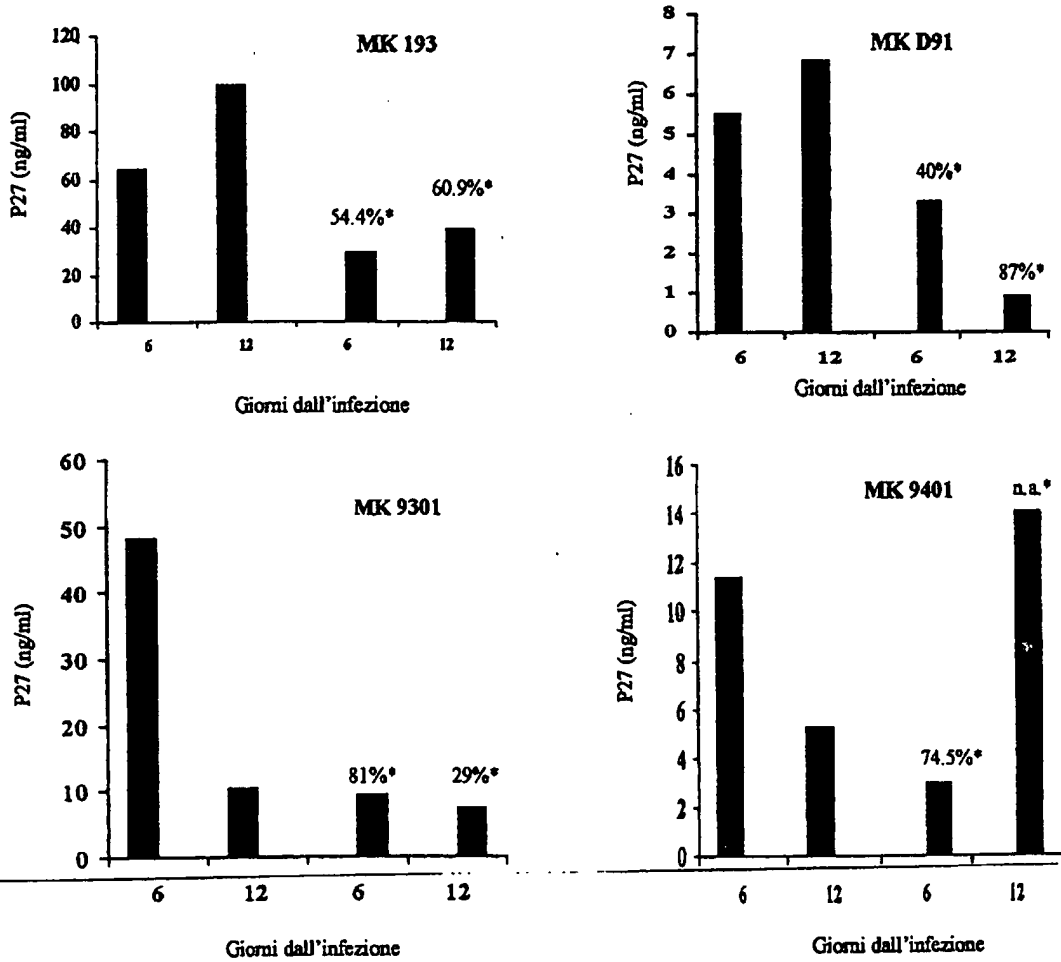 MK 193
120
100
80
60
40
20
0
P27 (ng/ml)
54.4%*
60.9%*
6 12 6 12
Giorni dall'infezione
MK D91
8
7
6
5
4
3
2
1
0
P27 (ng/ml)
40%*
87%*
6 12 6 12
Giorni dall'infezione
MK 9301
60
50
40
30
20
10
0
P27 (ng/ml)
81%*
29%*
6 12 6 12
Giorni dall'infezione
MK 9401
16
14
12
10
8
6
4
2
0
P27 (ng/ml)
74.5%*
n.a.*
6 12 6 12
Giorni dall'infezione